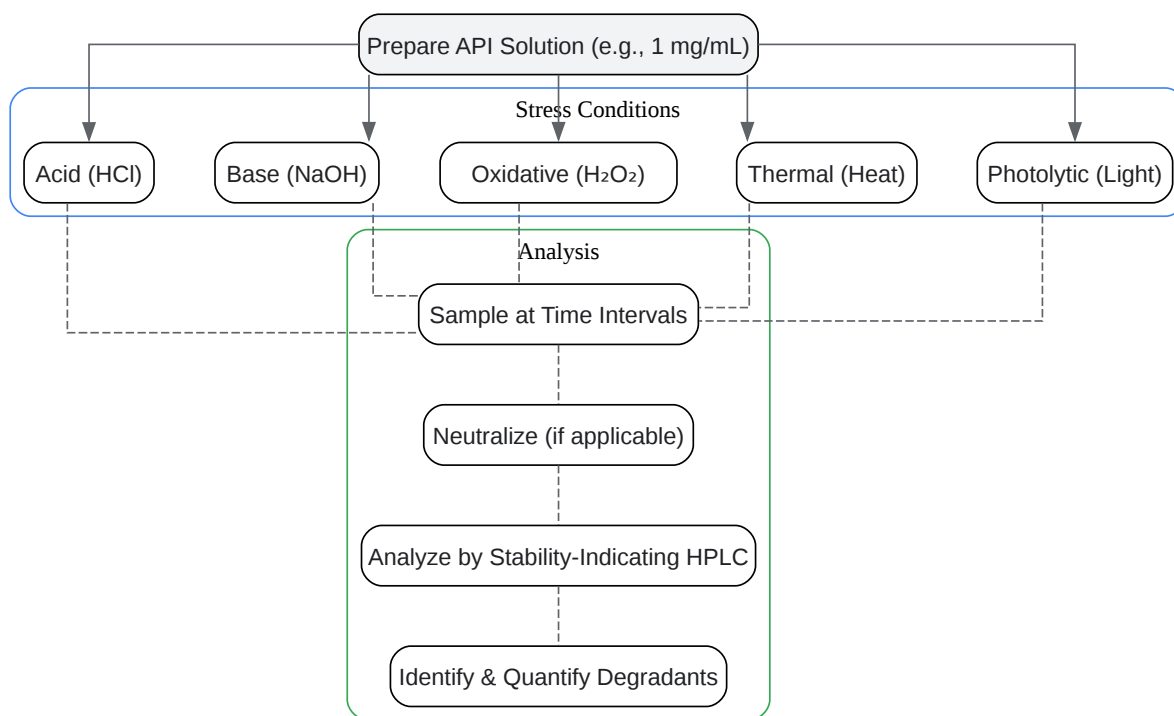 Prepare API Solution (e.g., 1 mg/mL)
Stress Conditions
Acid (HCl)
Base (NaOH)
Oxidative (H₂O₂)
Thermal (Heat)
Photolytic (Light)
Analysis
Sample at Time Intervals
Neutralize (if applicable)
Analyze by Stability-Indicating HPLC
Identify & Quantify Degradants